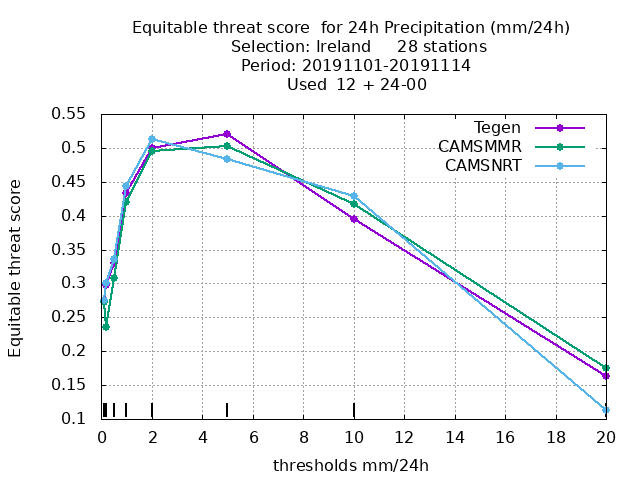 Equitable threat score  for 24h Precipitation (mm/24h)
Selection: Ireland     28 stations
Period: 20191101-20191114
Used  12 + 24-00
0.55
0.5
0.45
0.4
0.35
0.3
0.25
0.2
0.15
0.1
Equitable threat score
Tegen
CAMSMMR
CAMSNRT
0 2 4 6 8 10 12 14 16 18 20
thresholds mm/24h